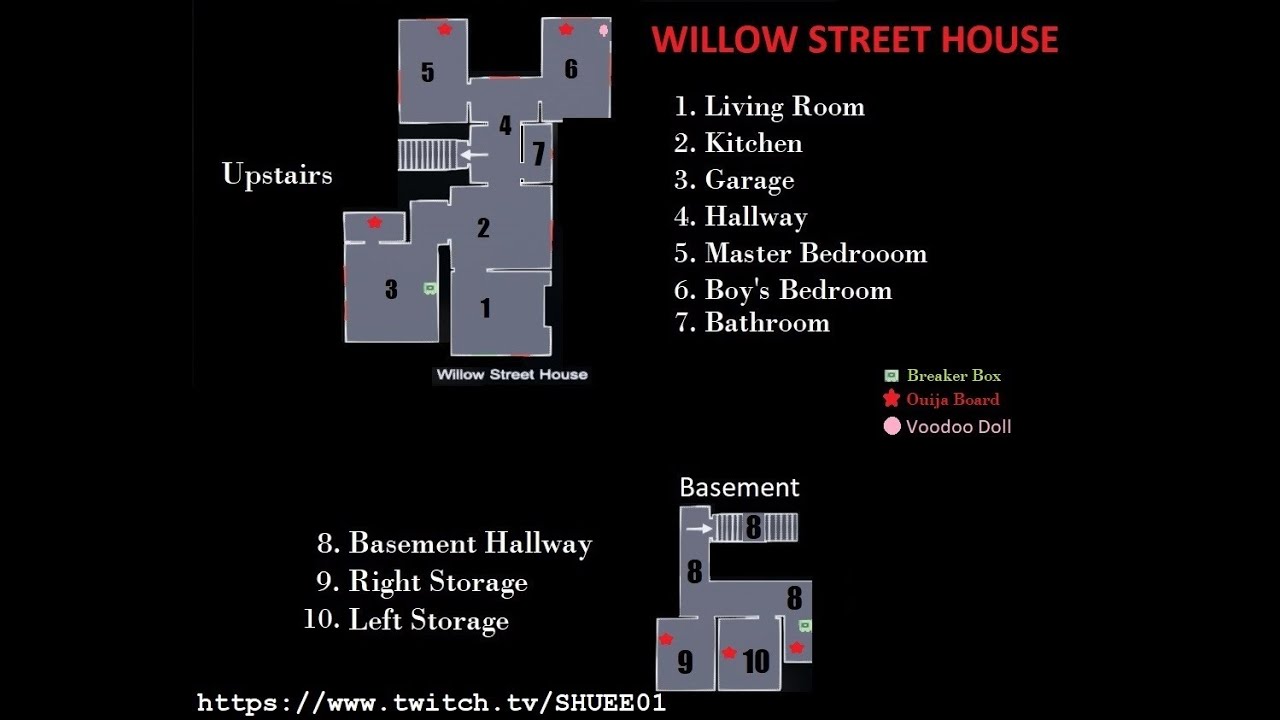 WILLOW STREET HOUSE
1. Living Room
2. Kitchen
3. Garage
4. Hallway
5. Master Bedrooom
6. Boy's Bedroom
7. Bathroom
Upstairs
5
6
4
7
2
3
1
Willow Street House
Breaker Box
Ouija Board
Voodoo Doll
Basement
8
8
8
9
10
8. Basement Hallway
9. Right Storage
10. Left Storage
https://www.twitch.tv/SHUEE01